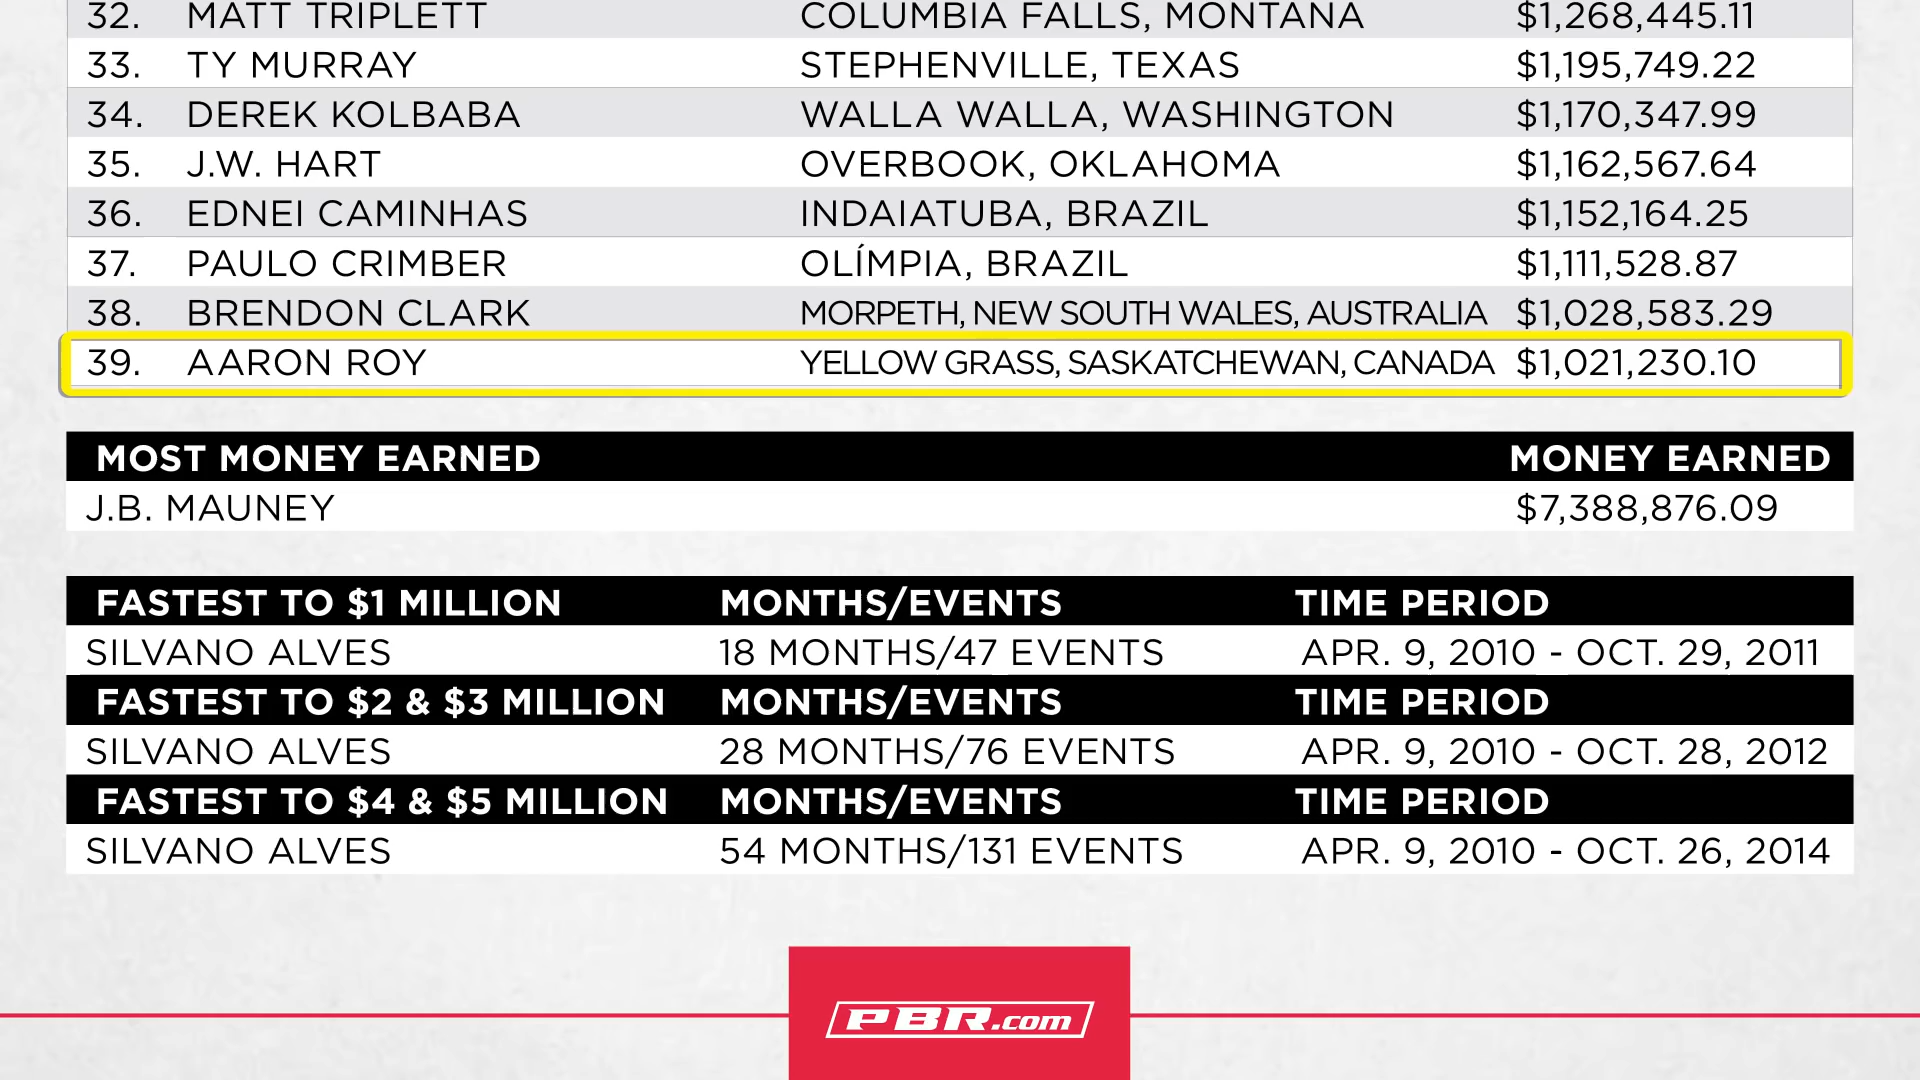 32. MATT TRIPLETT COLUMBIA FALLS, MONTANA $1,268,445.11
33. TY MURRAY STEPHENVILLE, TEXAS $1,195,749.22
34. DEREK KOLBABA WALLA WALLA, WASHINGTON $1,170,347.99
35. J.W. HART OVERBOOK, OKLAHOMA $1,162,567.64
36. EDNEI CAMINHAS INDAIATUBA, BRAZIL $1,152,164.25
37. PAULO CRIMBER OLÍMPIA, BRAZIL $1,111,528.87
38. BRENDON CLARK MORPETH, NEW SOUTH WALES, AUSTRALIA $1,028,583.29
39. AARON ROY YELLOW GRASS, SASKATCHEWAN, CANADA $1,021,230.10
MOST MONEY EARNED MONEY EARNED
J.B. MAUNEY $7,388,876.09
FASTEST TO $1 MILLION MONTHS/EVENTS TIME PERIOD
SILVANO ALVES 18 MONTHS/47 EVENTS APR. 9, 2010 - OCT. 29, 2011
FASTEST TO $2 & $3 MILLION MONTHS/EVENTS TIME PERIOD
SILVANO ALVES 28 MONTHS/76 EVENTS APR. 9, 2010 - OCT. 28, 2012
FASTEST TO $4 & $5 MILLION MONTHS/EVENTS TIME PERIOD
SILVANO ALVES 54 MONTHS/131 EVENTS APR. 9, 2010 - OCT. 26, 2014
PBR.com